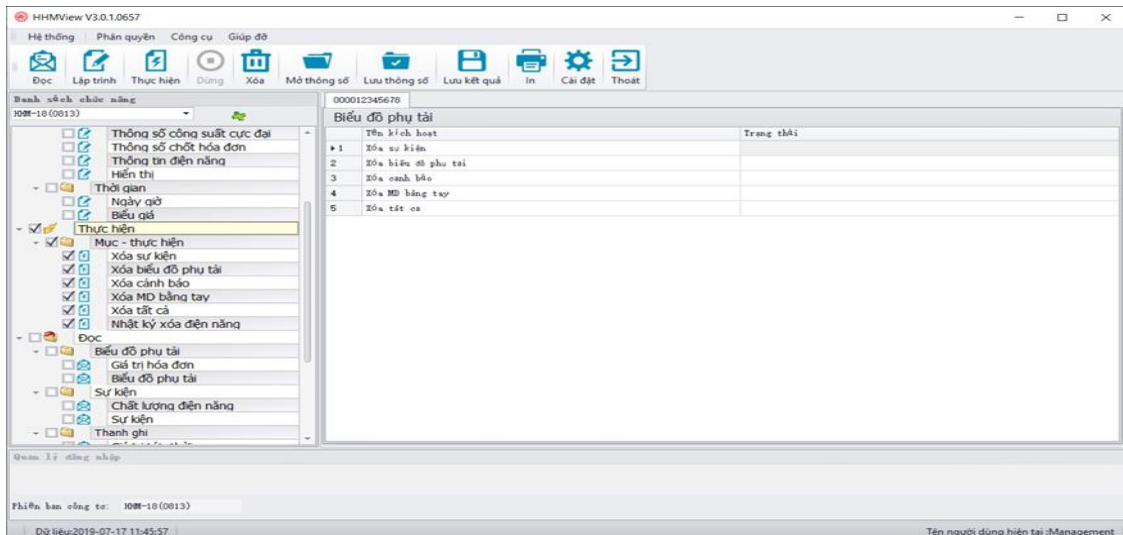 HHMView V3.0.1.0657
Hệ thống Phân quyền Công cụ Giúp đỡ
Đọc Lập trình Thực hiện Dừng Xóa Mở thông số Lưu thông số Lưu kết quả In Cài đặt Thoát
Danh sách chức năng
HHM-18(0813)
000012345678
Biểu đồ phụ tải
Tên kích hoạt Trạng thái
1 Xóa sự kiện
2 Xóa biểu đồ phụ tải
3 Xóa cảnh báo
4 Xóa MD bằng tay
5 Xóa tất cả
Thông số công suất cực đại
Thông số chốt hóa đơn
Thông tin điện năng
Hiển thị
Thời gian
Ngày giờ
Biểu giá
Thực hiện
Mục - thực hiện
Xóa sự kiện
Xóa biểu đồ phụ tải
Xóa cảnh báo
Xóa MD bằng tay
Xóa tất cả
Nhật ký xóa điện năng
Đọc
Biểu đồ phụ tải
Giá trị hóa đơn
Biểu đồ phụ tải
Sự kiện
Chất lượng điện năng
Sự kiện
Thanh ghi
Quản lý đăng nhập
Phiên bản công tơ: HHM-18(0813)
Dữ liệu:2019-07-17 11:45:57 Tên người dùng hiện tại :Management